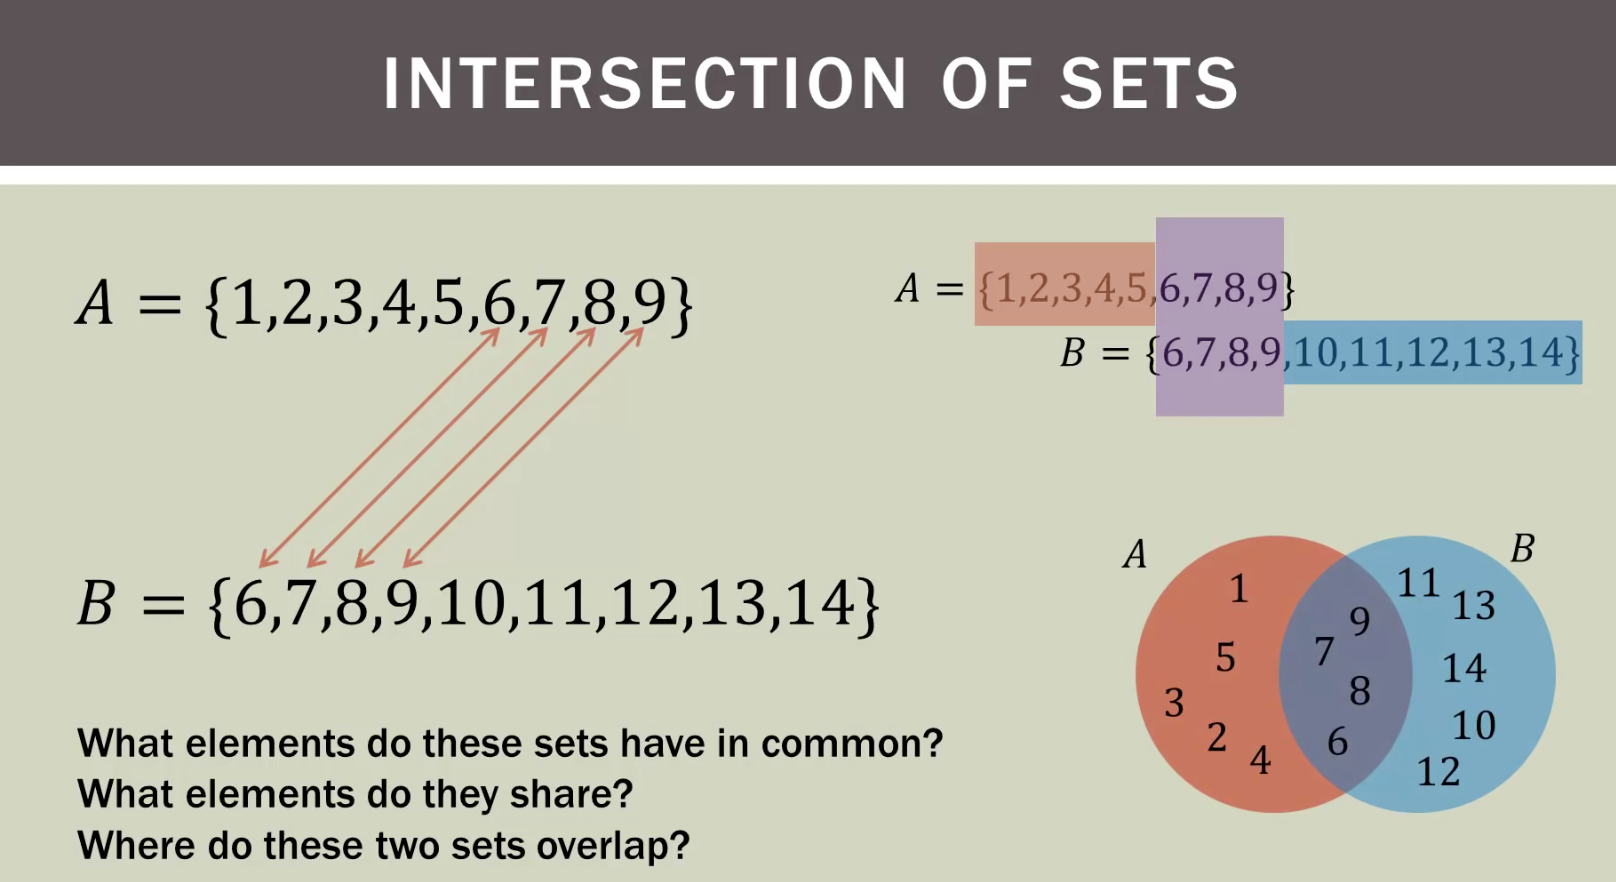 INTERSECTION OF SETS
A = {1,2,3,4,5,6,7,8,9}
B = {6,7,8,9,10,11,12,13,14}
What elements do these sets have in common?
What elements do they share?
Where do these two sets overlap?
A = {1,2,3,4,5,6,7,8,9}
B = {6,7,8,9,10,11,12,13,14}
A
B
1
5
3
2
4
9
7
8
6
11
13
14
10
12